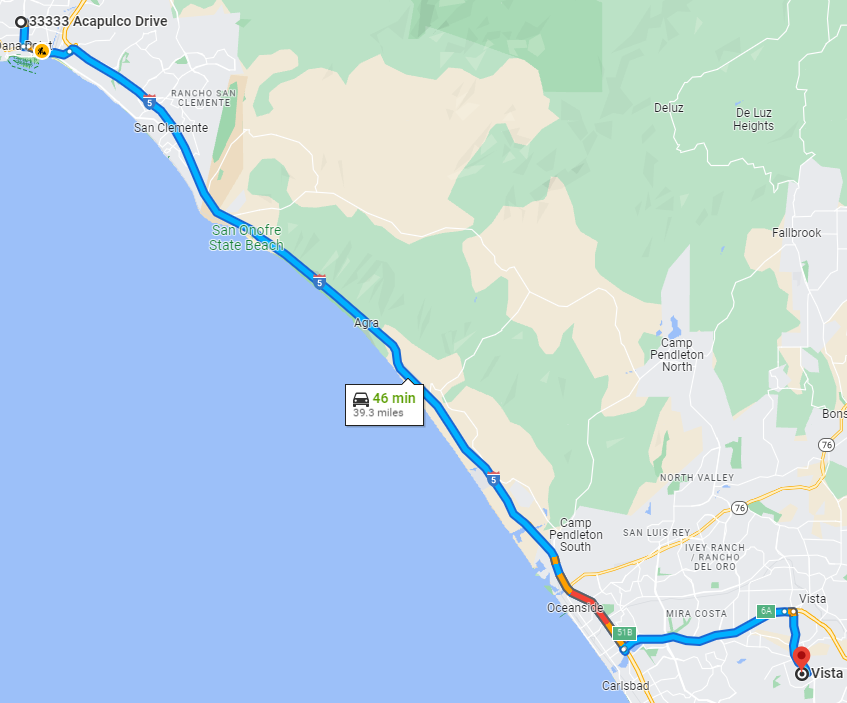 33333 Acapulco Drive
Dana Point
5
RANCHO SAN
CLEMENTE
San Clemente
Deluz
De Luz
Heights
San Onofre
State Beach
Fallbrook
5
Agra
Camp
Pendleton
North
46 min
39.3 miles
Bons
76
5
NORTH VALLEY
76
Camp
Pendleton
South
SAN LUIS REY
IVEY RANCH
/ RANCHO
DEL ORO
Oceanside
MIRA COSTA
6A
Vista
51B
Vista
Carlsbad